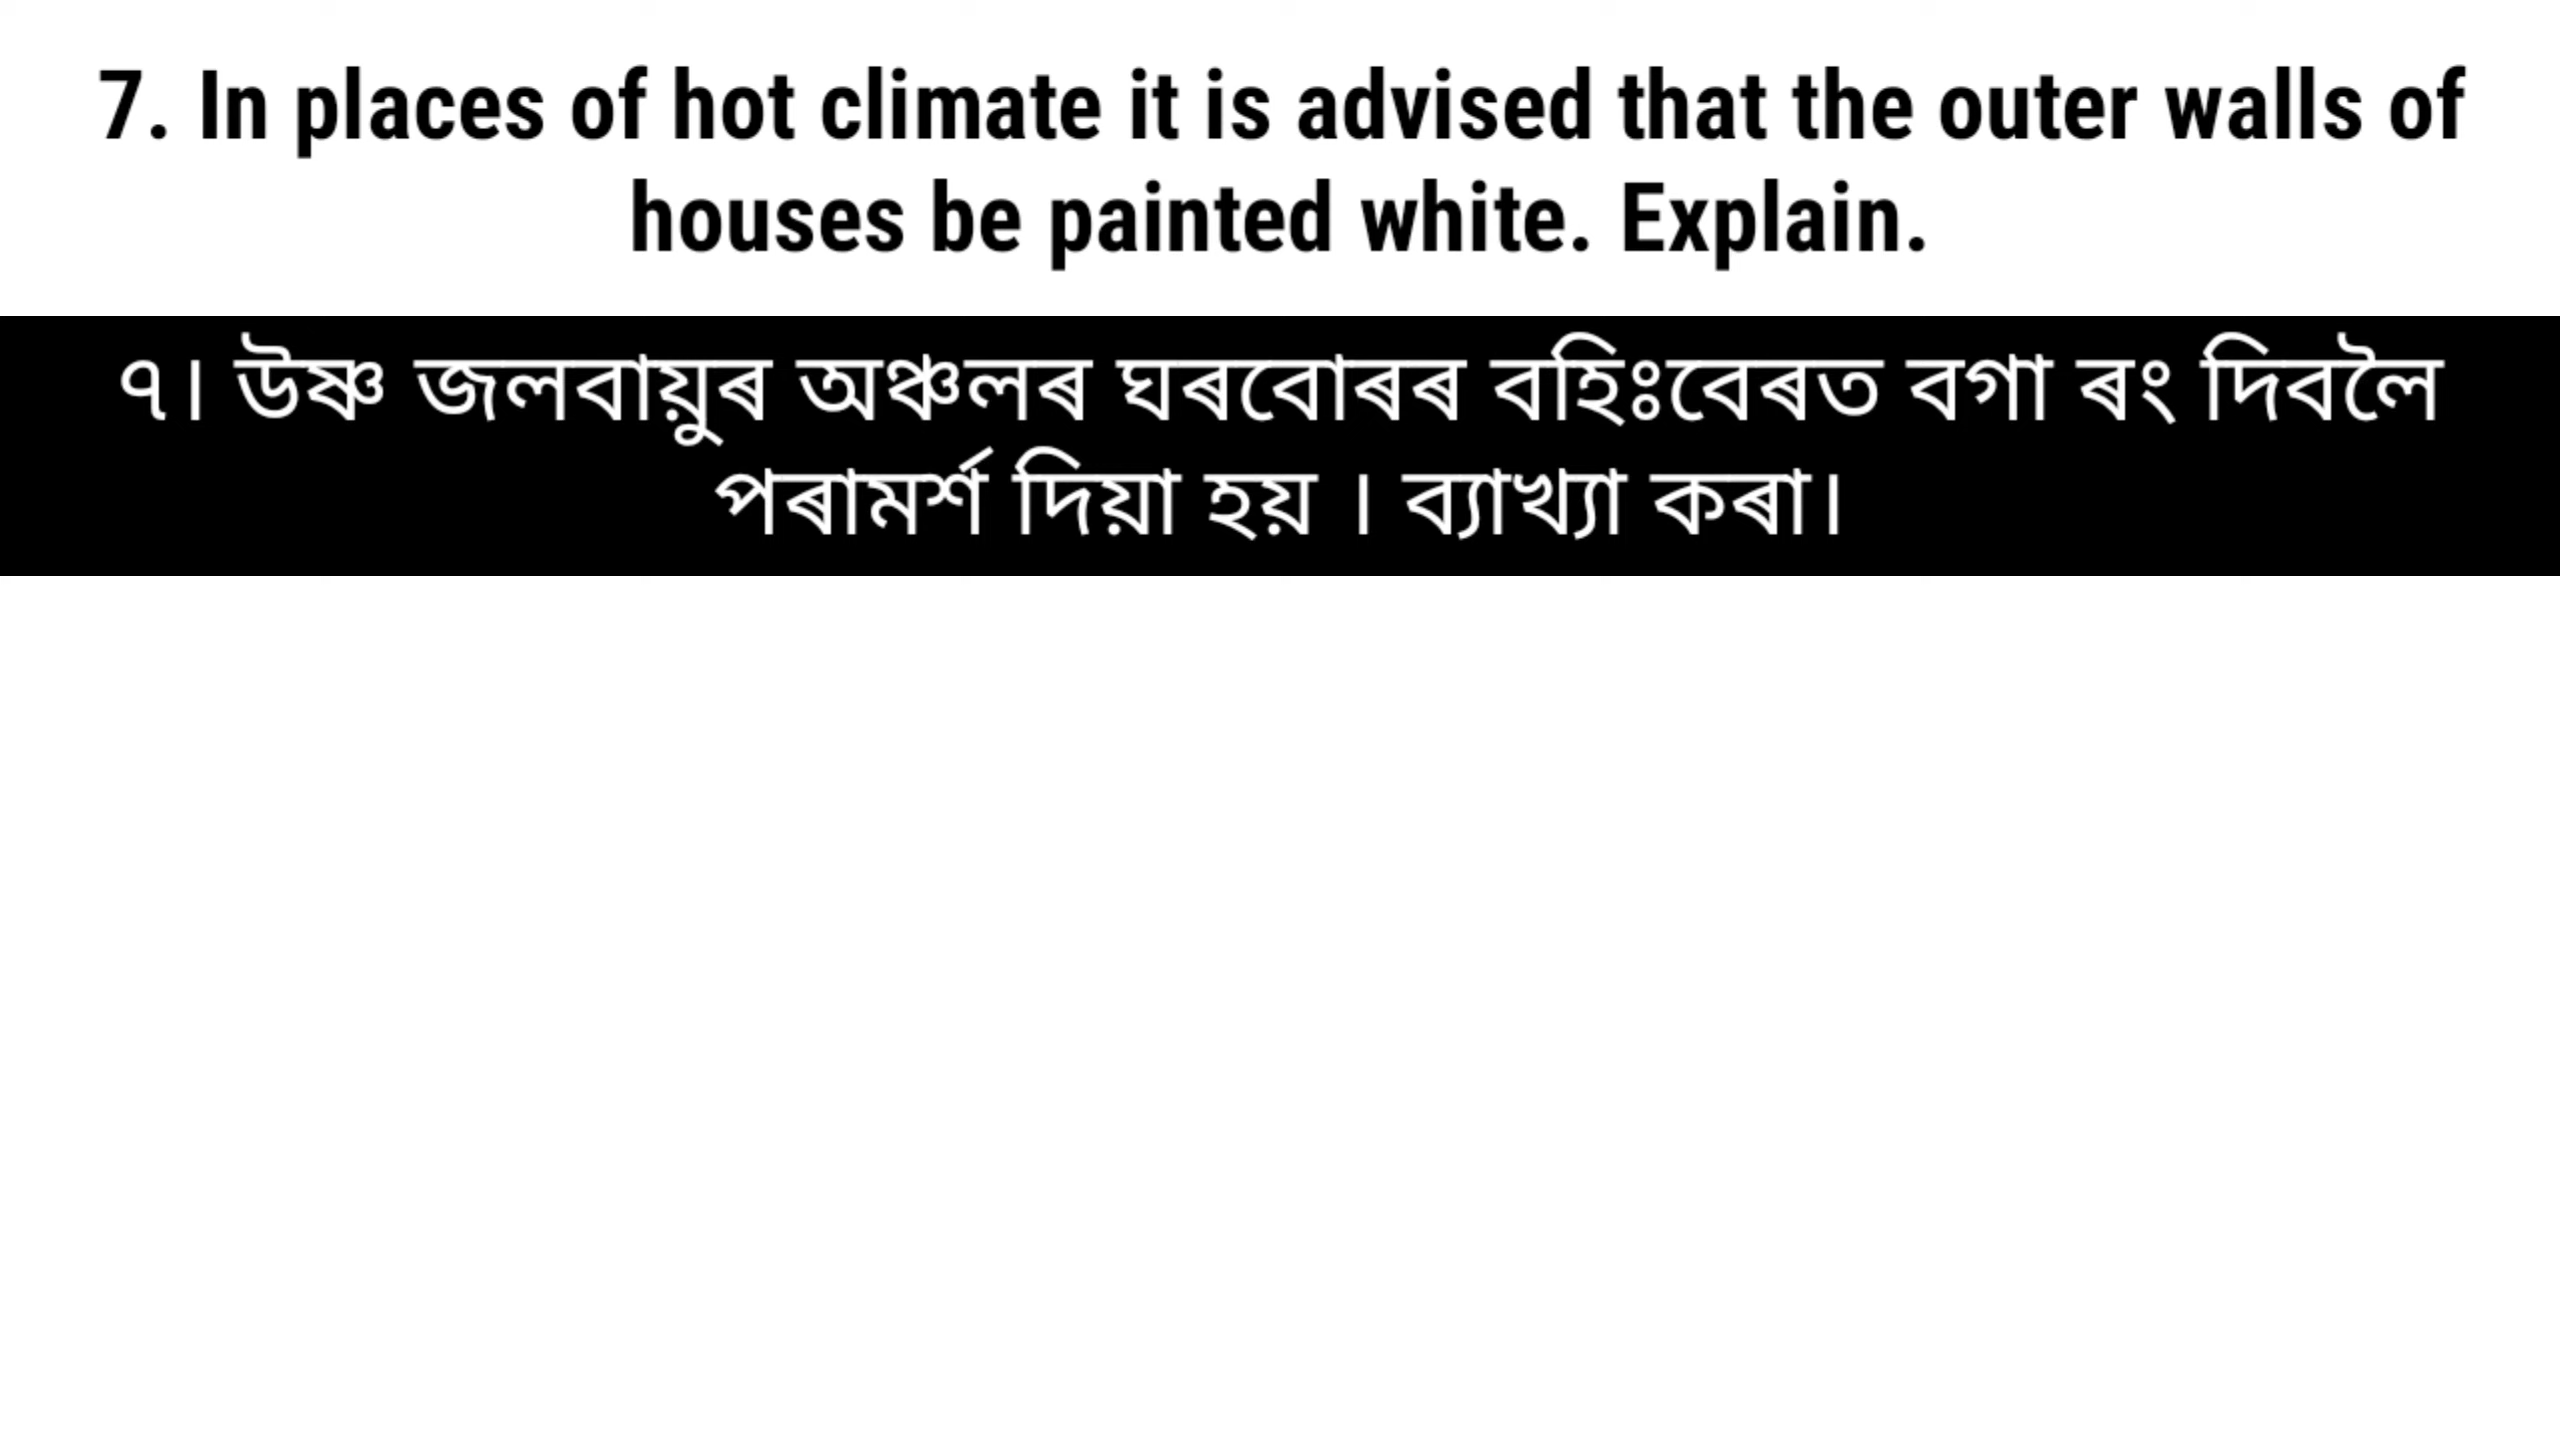 7. In places of hot climate it is advised that the outer walls of
houses be painted white. Explain.
৭। উষ্ণ জলবায়ুৰ অঞ্চলৰ ঘৰবোৰৰ বহিঃবেৰত বগা ৰং দিবলৈ
পৰামৰ্শ দিয়া হয় । ব্যাখ্যা কৰা।